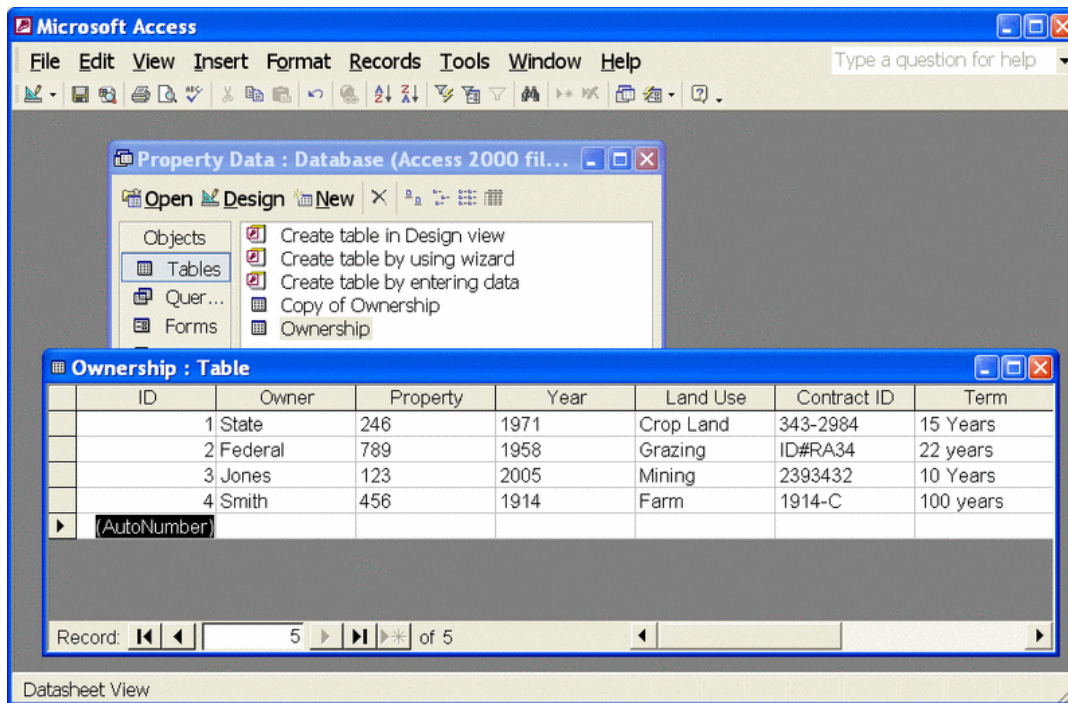 Microsoft Access
File Edit View Insert Format Records Tools Window Help Type a question for help
Property Data : Database (Access 2000 fil...
Open Design New
Objects
Tables
Quer...
Forms
Create table in Design view
Create table by using wizard
Create table by entering data
Copy of Ownership
Ownership
Ownership : Table
ID Owner Property Year Land Use Contract ID Term
1 State 246 1971 Crop Land 343-2984 15 Years
2 Federal 789 1958 Grazing ID#RA34 22 years
3 Jones 123 2005 Mining 2393432 10 Years
4 Smith 456 1914 Farm 1914-C 100 years
(AutoNumber)
Record: 5 of 5
Datasheet View